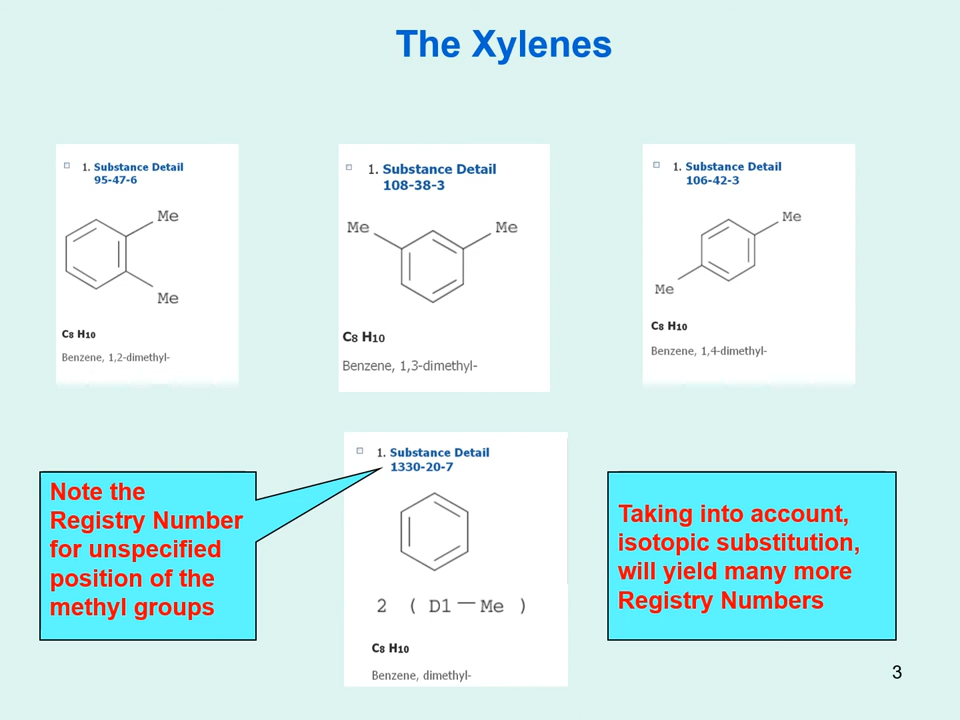 The Xylenes
1. Substance Detail
95-47-6
Me
Me
C8 H10
Benzene, 1,2-dimethyl-
1. Substance Detail
108-38-3
Me
Me
C8 H10
Benzene, 1,3-dimethyl-
1. Substance Detail
106-42-3
Me
Me
C8 H10
Benzene, 1,4-dimethyl-
Note the
Registry Number
for unspecified
position of the
methyl groups
1. Substance Detail
1330-20-7
2 ( D1 — Me )
C8 H10
Benzene, dimethyl-
Taking into account,
isotopic substitution,
will yield many more
Registry Numbers
3